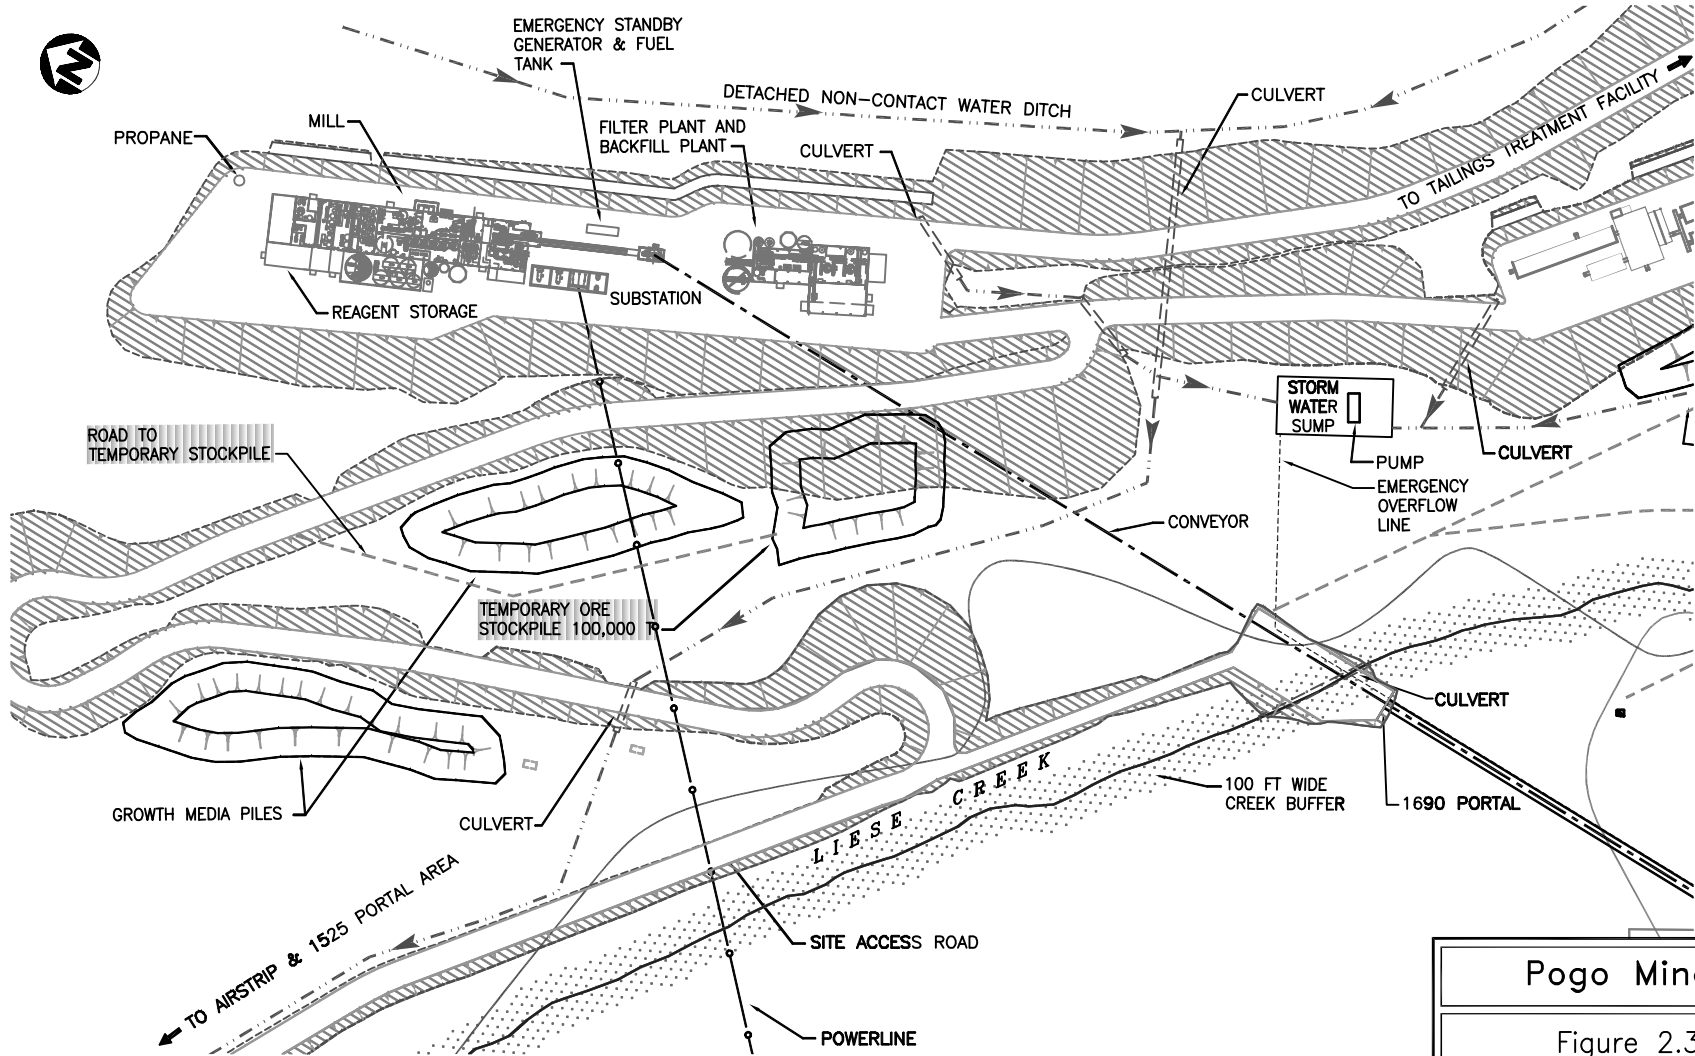 EMERGENCY STANDBY
GENERATOR & FUEL
TANK
N
DETACHED NON-CONTACT WATER DITCH
CULVERT
TO TAILINGS TREATMENT FACILITY
PROPANE
MILL
FILTER PLANT AND
BACKFILL PLANT
CULVERT
REAGENT STORAGE
SUBSTATION
STORM
WATER
SUMP
ROAD TO
TEMPORARY STOCKPILE
PUMP
CULVERT
EMERGENCY
OVERFLOW
LINE
CONVEYOR
TEMPORARY ORE
STOCKPILE 100,000 T
CULVERT
GROWTH MEDIA PILES
CULVERT
LIESE CREEK
100 FT WIDE
CREEK BUFFER
1690 PORTAL
TO AIRSTRIP & 1525 PORTAL AREA
SITE ACCESS ROAD
POWERLINE
Pogo Min
Figure 2.3